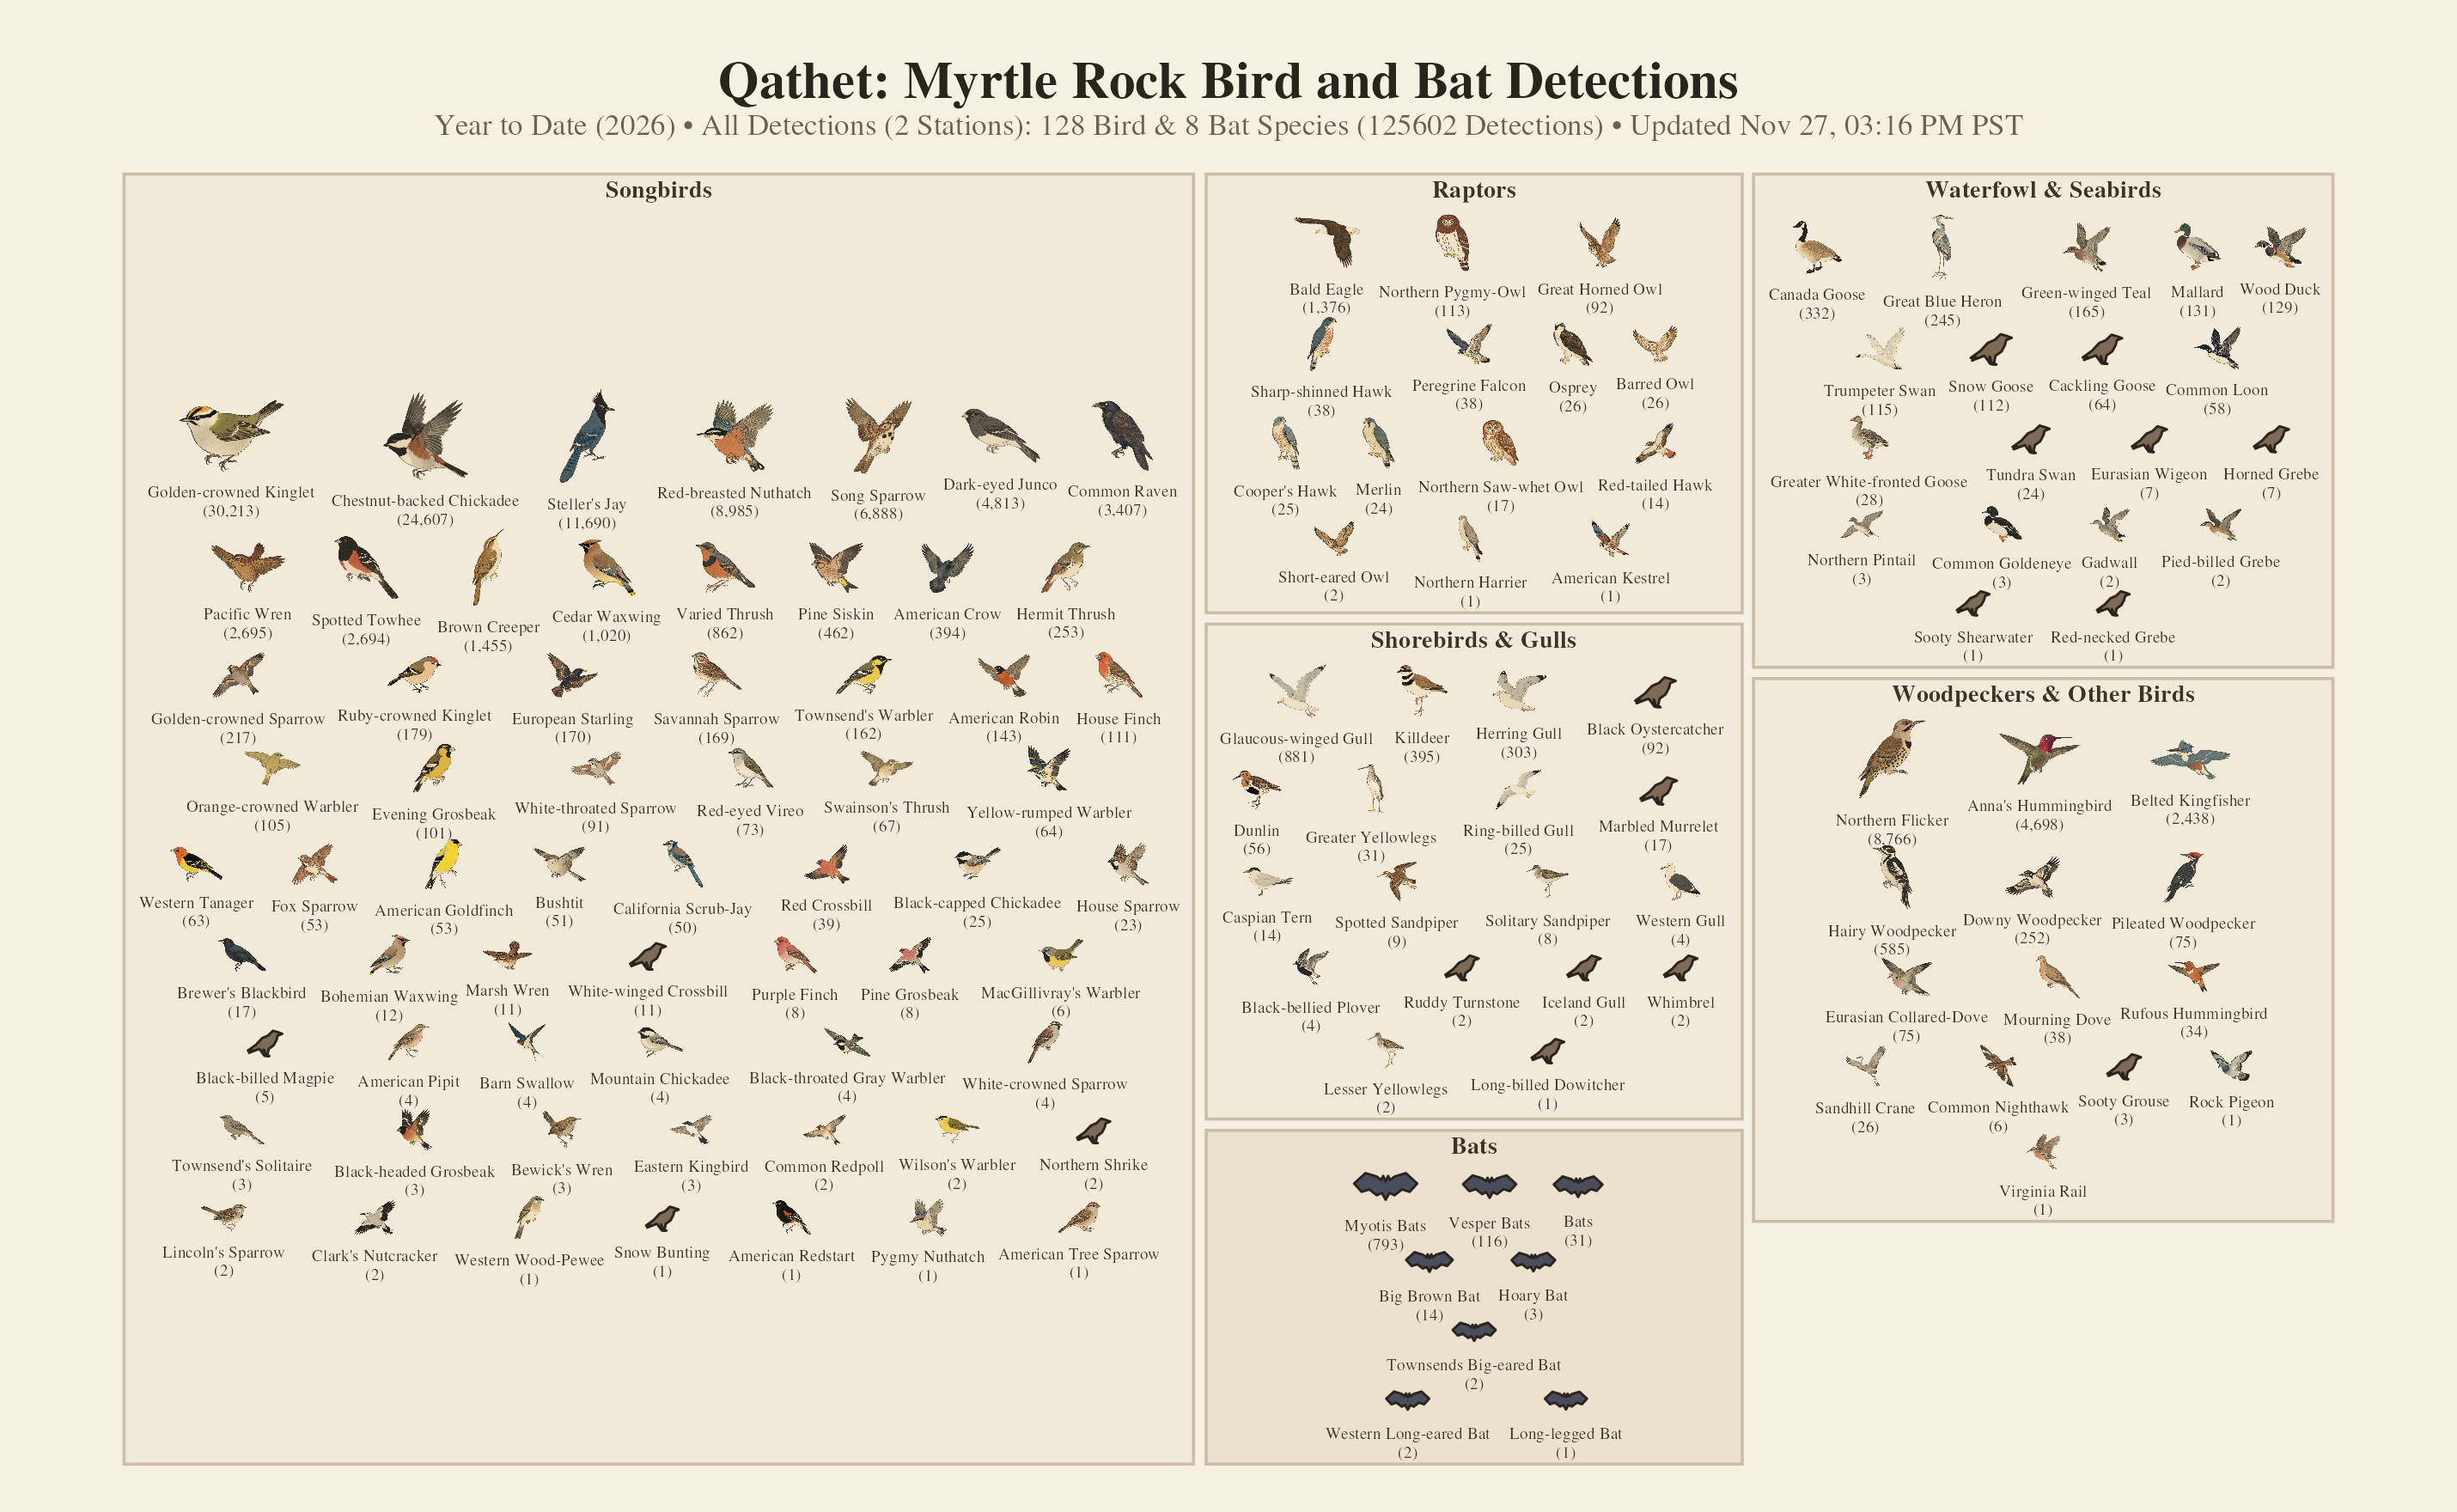 Qathet: Myrtle Rock Bird and Bat Detections
Year to Date (2026) • All Detections (2 Stations): 128 Bird & 8 Bat Species (125602 Detections) • Updated Nov 27, 03:16 PM PST
Songbirds
Golden-crowned Kinglet
(30,213)
Chestnut-backed Chickadee
(24,607)
Steller's Jay
(11,690)
Red-breasted Nuthatch
(8,985)
Song Sparrow
(6,888)
Dark-eyed Junco
(4,813)
Common Raven
(3,407)
Pacific Wren
(2,695)
Spotted Towhee
(2,694)
Brown Creeper
(1,455)
Cedar Waxwing
(1,020)
Varied Thrush
(862)
Pine Siskin
(462)
American Crow
(394)
Hermit Thrush
(253)
Golden-crowned Sparrow
(217)
Ruby-crowned Kinglet
(179)
European Starling
(170)
Savannah Sparrow
(169)
Townsend's Warbler
(162)
American Robin
(143)
House Finch
(111)
Orange-crowned Warbler
(105)
Evening Grosbeak
(101)
White-throated Sparrow
(91)
Red-eyed Vireo
(73)
Swainson's Thrush
(67)
Yellow-rumped Warbler
(64)
Western Tanager
(63)
Fox Sparrow
(53)
American Goldfinch
(53)
Bushtit
(51)
California Scrub-Jay
(50)
Red Crossbill
(39)
Black-capped Chickadee
(25)
House Sparrow
(23)
Brewer's Blackbird
(17)
Bohemian Waxwing
(12)
Marsh Wren
(11)
White-winged Crossbill
(11)
Purple Finch
(8)
Pine Grosbeak
(8)
MacGillivray's Warbler
(6)
Black-billed Magpie
(5)
American Pipit
(4)
Barn Swallow
(4)
Mountain Chickadee
(4)
Black-throated Gray Warbler
(4)
White-crowned Sparrow
(4)
Townsend's Solitaire
(3)
Black-headed Grosbeak
(3)
Bewick's Wren
(3)
Eastern Kingbird
(3)
Common Redpoll
(2)
Wilson's Warbler
(2)
Northern Shrike
(2)
Lincoln's Sparrow
(2)
Clark's Nutcracker
(2)
Western Wood-Pewee
(1)
Snow Bunting
(1)
American Redstart
(1)
Pygmy Nuthatch
(1)
American Tree Sparrow
(1)
Raptors
Bald Eagle
(1,376)
Northern Pygmy-Owl
(113)
Great Horned Owl
(92)
Sharp-shinned Hawk
(38)
Peregrine Falcon
(38)
Osprey
(26)
Barred Owl
(26)
Cooper's Hawk
(25)
Merlin
(24)
Northern Saw-whet Owl
(17)
Red-tailed Hawk
(14)
Short-eared Owl
(2)
Northern Harrier
(1)
American Kestrel
(1)
Shorebirds & Gulls
Glaucous-winged Gull
(881)
Killdeer
(395)
Herring Gull
(303)
Black Oystercatcher
(92)
Dunlin
(56)
Greater Yellowlegs
(31)
Ring-billed Gull
(25)
Marbled Murrelet
(17)
Caspian Tern
(14)
Spotted Sandpiper
(9)
Solitary Sandpiper
(8)
Western Gull
(4)
Black-bellied Plover
(4)
Ruddy Turnstone
(2)
Iceland Gull
(2)
Whimbrel
(2)
Lesser Yellowlegs
(2)
Long-billed Dowitcher
(1)
Bats
Myotis Bats
(793)
Vesper Bats
(116)
Bats
(31)
Big Brown Bat
(14)
Hoary Bat
(3)
Townsends Big-eared Bat
(2)
Western Long-eared Bat
(2)
Long-legged Bat
(1)
Waterfowl & Seabirds
Canada Goose
(332)
Great Blue Heron
(245)
Green-winged Teal
(165)
Mallard
(131)
Wood Duck
(129)
Trumpeter Swan
(115)
Snow Goose
(112)
Cackling Goose
(64)
Common Loon
(58)
Greater White-fronted Goose
(28)
Tundra Swan
(24)
Eurasian Wigeon
(7)
Horned Grebe
(7)
Northern Pintail
(3)
Common Goldeneye
(3)
Gadwall
(2)
Pied-billed Grebe
(2)
Sooty Shearwater
(1)
Red-necked Grebe
(1)
Woodpeckers & Other Birds
Northern Flicker
(8,766)
Anna's Hummingbird
(4,698)
Belted Kingfisher
(2,438)
Hairy Woodpecker
(585)
Downy Woodpecker
(252)
Pileated Woodpecker
(75)
Eurasian Collared-Dove
(75)
Mourning Dove
(38)
Rufous Hummingbird
(34)
Sandhill Crane
(26)
Common Nighthawk
(6)
Sooty Grouse
(3)
Rock Pigeon
(1)
Virginia Rail
(1)